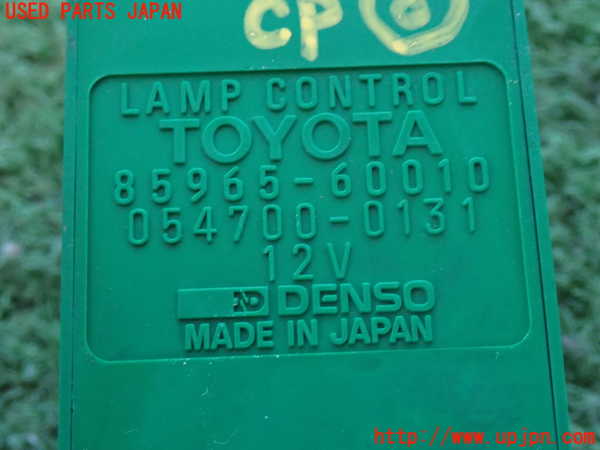 USED PARTS JAPAN
CP
LAMP CONTROL
TOYOTA
85965-60010
054700-0131
12V
ND DENSO
MADE IN JAPAN
http://www.upjpn.com/